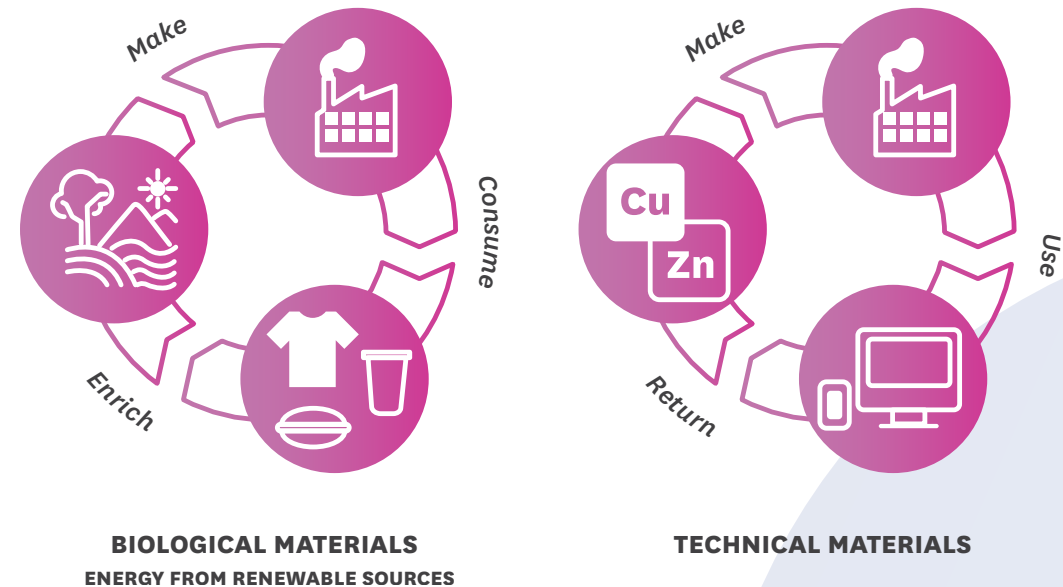 Make
Consume
Enrich
BIOLOGICAL MATERIALS
ENERGY FROM RENEWABLE SOURCES
Make
Cu
Zn
Use
Return
TECHNICAL MATERIALS